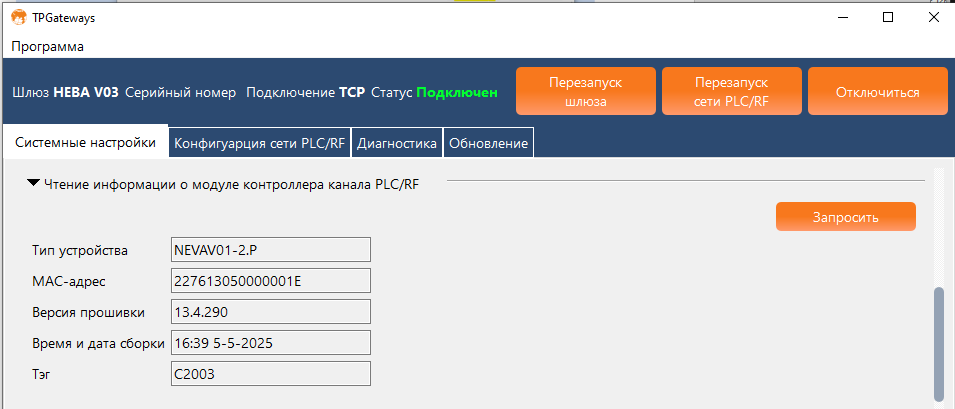 TPGateways
Программа
Шлюз НЕВА V03 Серийный номер Подключение TCP Статус Подключен
Перезапуск
шлюза
Перезапуск
сети PLC/RF
Отключиться
Системные настройки
Конфигуарция сети PLC/RF
Диагностика
Обновление
Чтение информации о модуле контроллера канала PLC/RF
Запросить
Тип устройства NEVAV01-2.P
MAC-адрес 227613050000001E
Версия прошивки 13.4.290
Время и дата сборки 16:39 5-5-2025
Тэг C2003